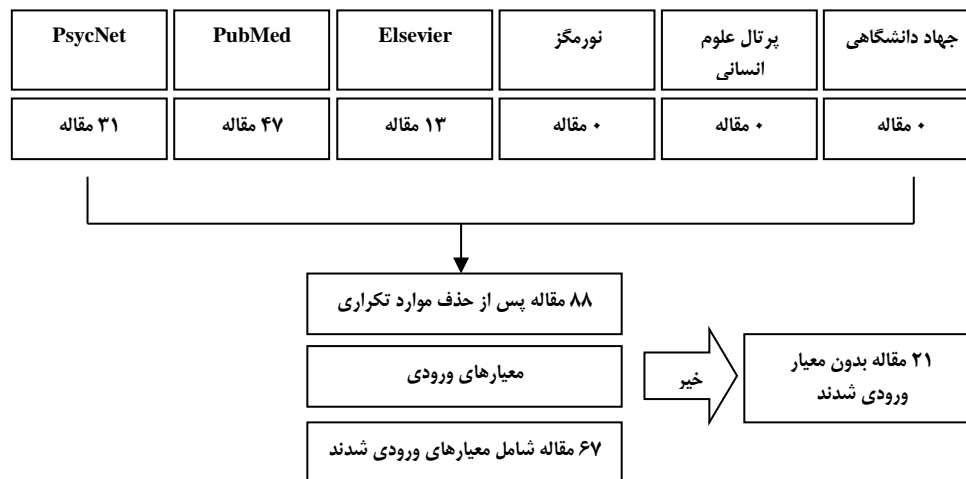 PsycNet
PubMed
Elsevier
نورمگز
پرتال علوم
انسانی
جهاد دانشگاهی
۳۱ مقاله
۴۷ مقاله
۱۳ مقاله
۰ مقاله
۰ مقاله
۰ مقاله
۸۸ مقاله پس از حذف موارد تکراری
معیارهای ورودی
خیر
۲۱ مقاله بدون معیار
ورودی شدند
۶۷ مقاله شامل معیارهای ورودی شدند